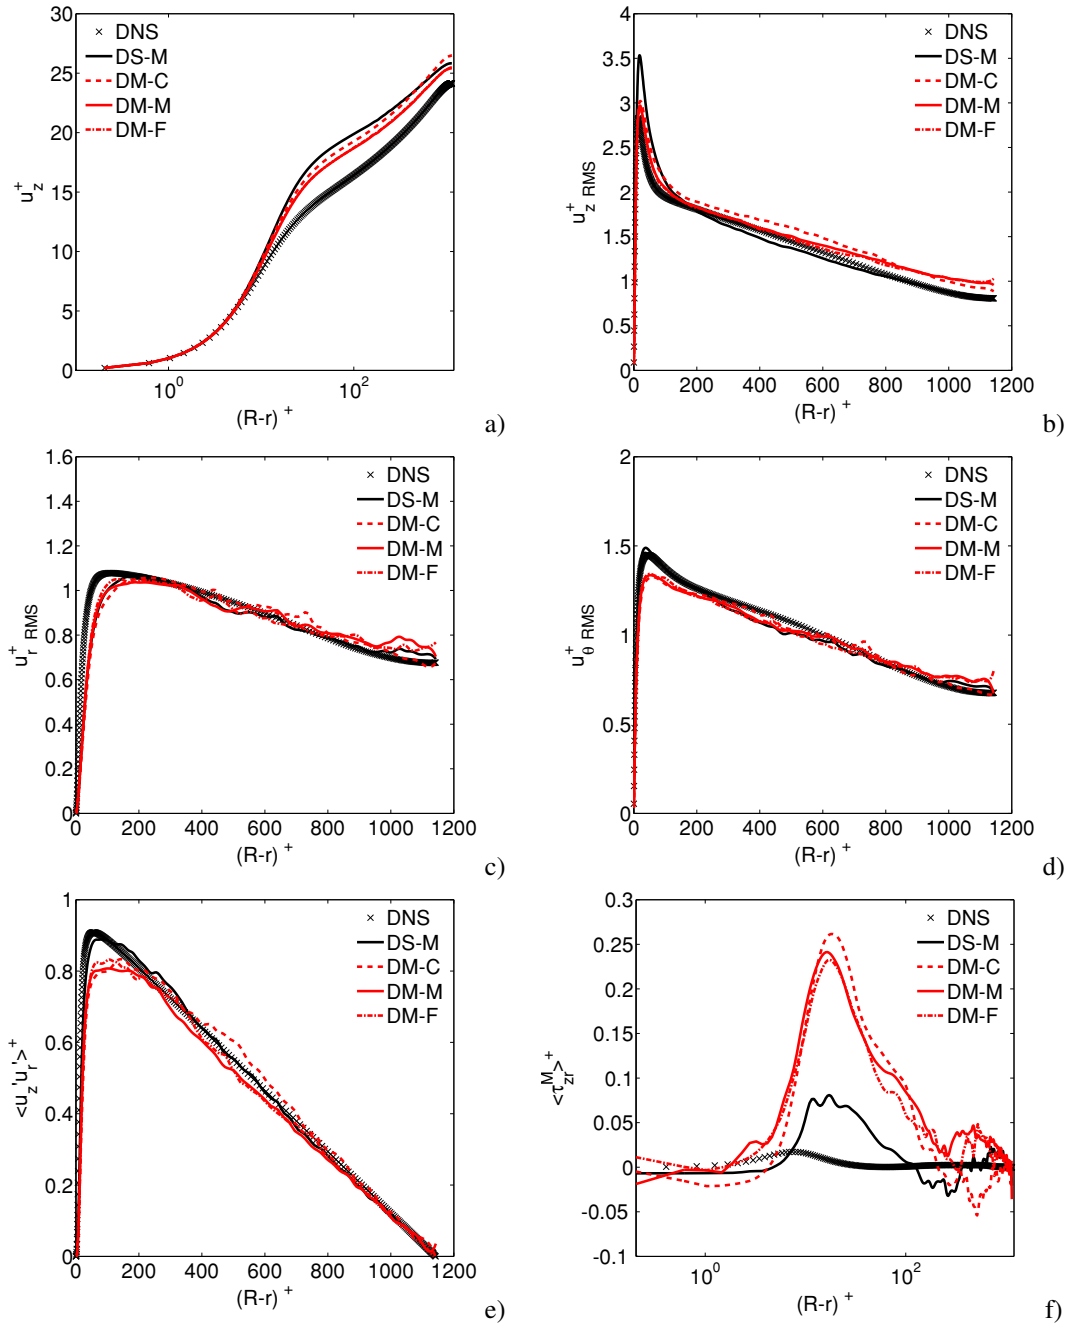 30
25
20
15
10
5
0
u_z^+
10^0
10^2
(R-r)^+
DNS
DS-M
DM-C
DM-M
DM-F
a)
4
3.5
3
2.5
2
1.5
1
0.5
0
u_z^+ RMS
0 200 400 600 800 1000 1200
(R-r)^+
DNS
DS-M
DM-C
DM-M
DM-F
b)
1.6
1.4
1.2
1
0.8
0.6
0.4
0.2
0
u_r^+ RMS
0 200 400 600 800 1000 1200
(R-r)^+
DNS
DS-M
DM-C
DM-M
DM-F
c)
2
1.5
1
0.5
0
u_θ^+ RMS
0 200 400 600 800 1000 1200
(R-r)^+
DNS
DS-M
DM-C
DM-M
DM-F
d)
1
0.8
0.6
0.4
0.2
0
<u_z'u_r'>^+
0 200 400 600 800 1000 1200
(R-r)^+
DNS
DS-M
DM-C
DM-M
DM-F
e)
0.3
0.25
0.2
0.15
0.1
0.05
0
-0.05
-0.1
<τ_zr^M>^+
10^0
10^2
(R-r)^+
DNS
DS-M
DM-C
DM-M
DM-F
f)